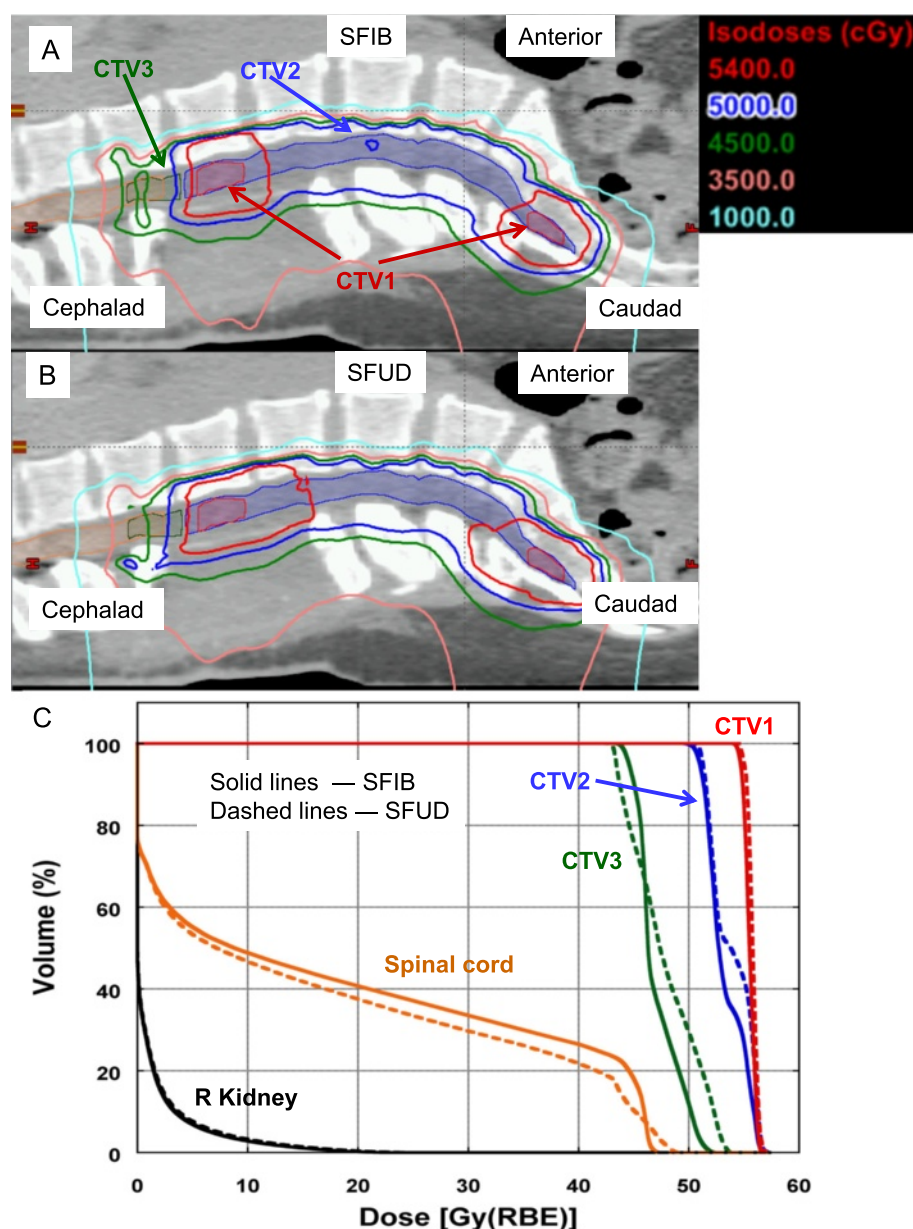 A
SFIB
Anterior
CTV3
CTV2
CTV1
H
F
Cephalad
Caudad
Isodoses (cGy)
5400.0
5000.0
4500.0
3500.0
1000.0
B
SFUD
Anterior
H
F
Cephalad
Caudad
C
CTV1
CTV2
CTV3
Solid lines — SFIB
Dashed lines — SFUD
Spinal cord
R Kidney
Volume (%)
100
80
60
40
20
0
0 10 20 30 40 50 60
Dose [Gy(RBE)]